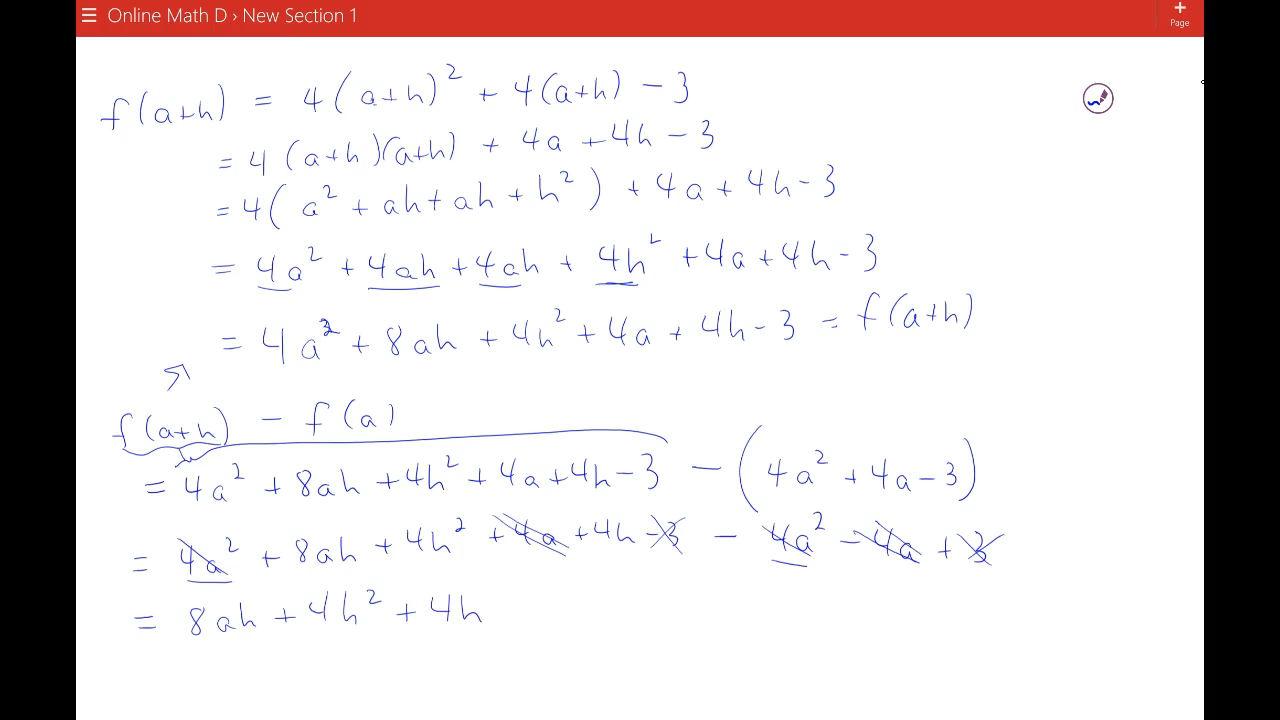 ☰ Online Math D › New Section 1
+ Page
f(a+h) = 4(a+h)² + 4(a+h) - 3
= 4(a+h)(a+h) + 4a + 4h - 3
= 4(a² + ah + ah + h²) + 4a + 4h - 3
= 4a² + 4ah + 4ah + 4h² + 4a + 4h - 3
= 4a² + 8ah + 4h² + 4a + 4h - 3 = f(a+h)
f(a+h) - f(a)
= 4a² + 8ah + 4h² + 4a + 4h - 3 - (4a² + 4a - 3)
= 4a² + 8ah + 4h² + 4a + 4h - 3 - 4a² - 4a + 3
= 8ah + 4h² + 4h